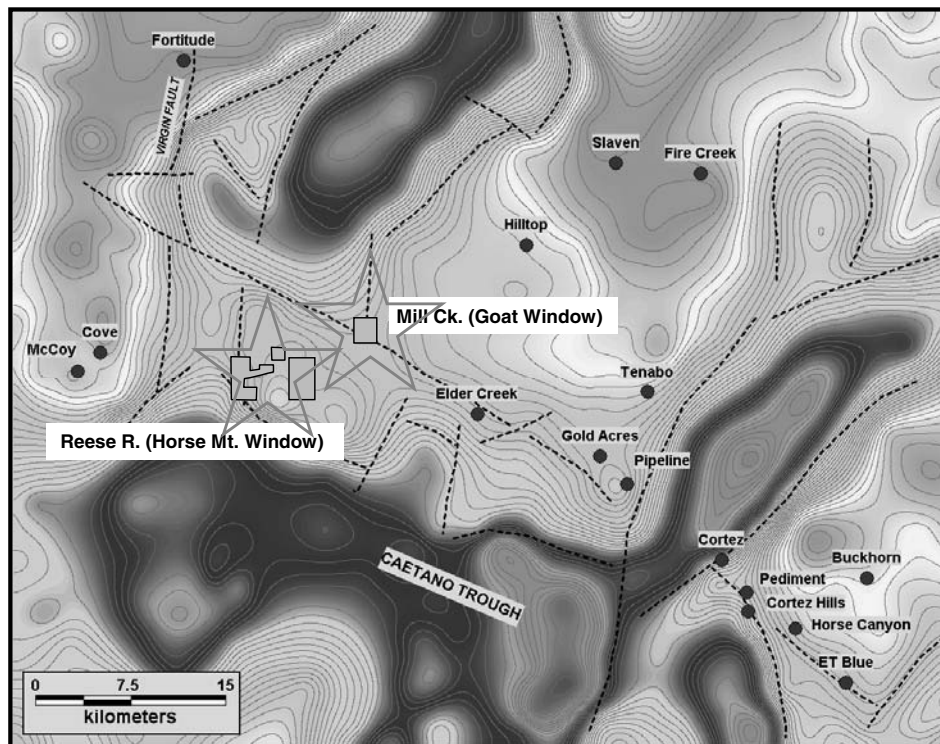 Fortitude
VIRGIN FAULT
Slaven
Fire Creek
Hilltop
Mill Ck. (Goat Window)
Cove
McCoy
Tenabo
Elder Creek
Reese R. (Horse Mt. Window)
Gold Acres
Pipeline
CAETANO TROUGH
Cortez
Buckhorn
Pediment
Cortez Hills
Horse Canyon
ET Blue
0 7.5 15
kilometers